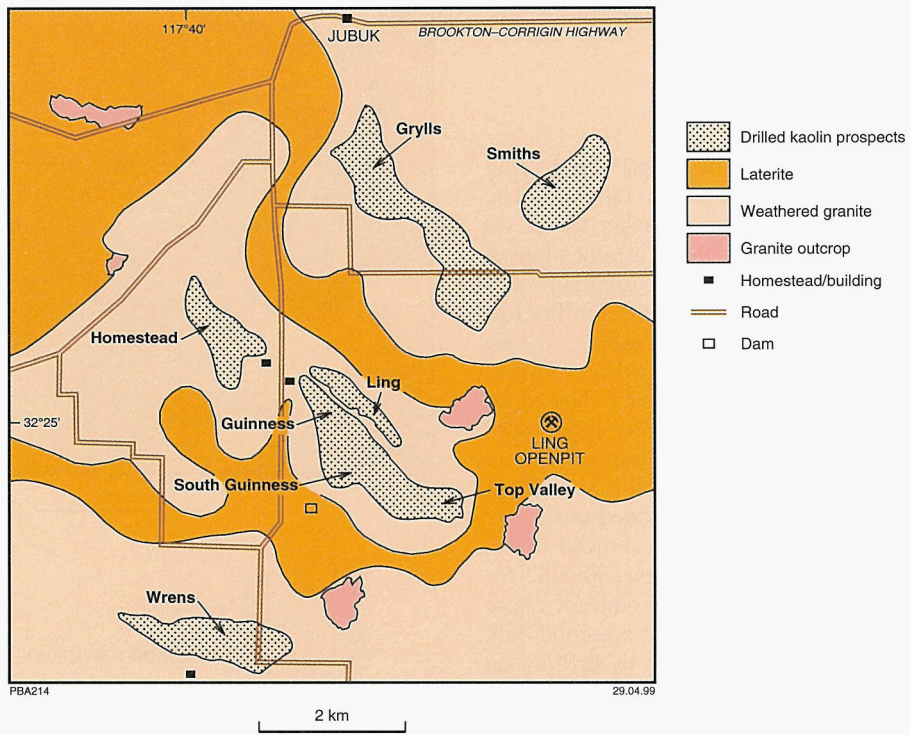 117°40'
JUBUK
BROOKTON–CORRIGIN HIGHWAY
Grylls
Smiths
Homestead
Ling
32°25'
Guinness
LING
OPENPIT
South Guinness
Top Valley
Wrens
PBA214
29.04.99
2 km
Drilled kaolin prospects
Laterite
Weathered granite
Granite outcrop
Homestead/building
Road
Dam